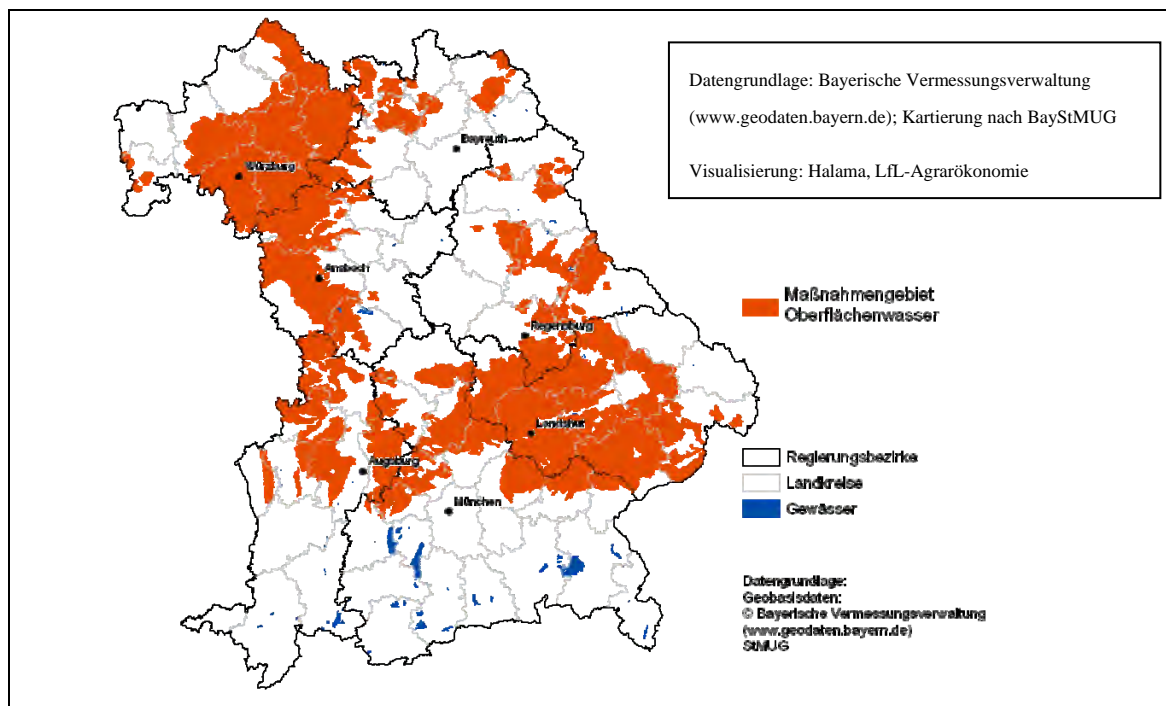 Datengrundlage: Bayerische Vermessungsverwaltung
(www.geodaten.bayern.de); Kartierung nach BayStMUG
Visualisierung: Halama, LfL-Agrarökonomie
Bayreuth
Würzburg
Ansbach
Maßnahmengebiet
Oberflächenwasser
Regensburg
Landshut
Augsburg
München
Regierungsbezirke
Landkreise
Gewässer
Datengrundlage:
Geobasisdaten:
© Bayerische Vermessungsverwaltung
(www.geodaten.bayern.de)
StMUG